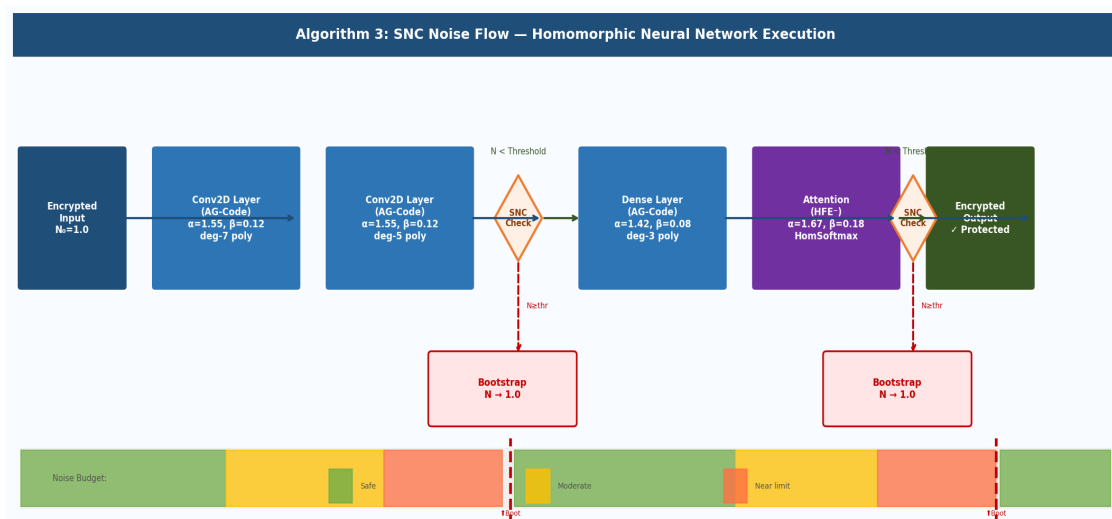 Algorithm 3: SNC Noise Flow — Homomorphic Neural Network Execution
Encrypted
Input
N₀=1.0
Conv2D Layer
(AG-Code)
α=1.55, β=0.12
deg-7 poly
Conv2D Layer
(AG-Code)
α=1.55, β=0.12
deg-5 poly
N < Threshold
SNC
Check
N≥thr
Bootstrap
N → 1.0
Dense Layer
(AG-Code)
α=1.42, β=0.08
deg-3 poly
Attention
(HFE⁻)
α=1.67, β=0.18
HomSoftmax
SNC
Check
N≥thr
Bootstrap
N → 1.0
Encrypted
Output
✓ Protected
Noise Budget:
Safe
Moderate
Near limit
⬆Boot
⬆Boot